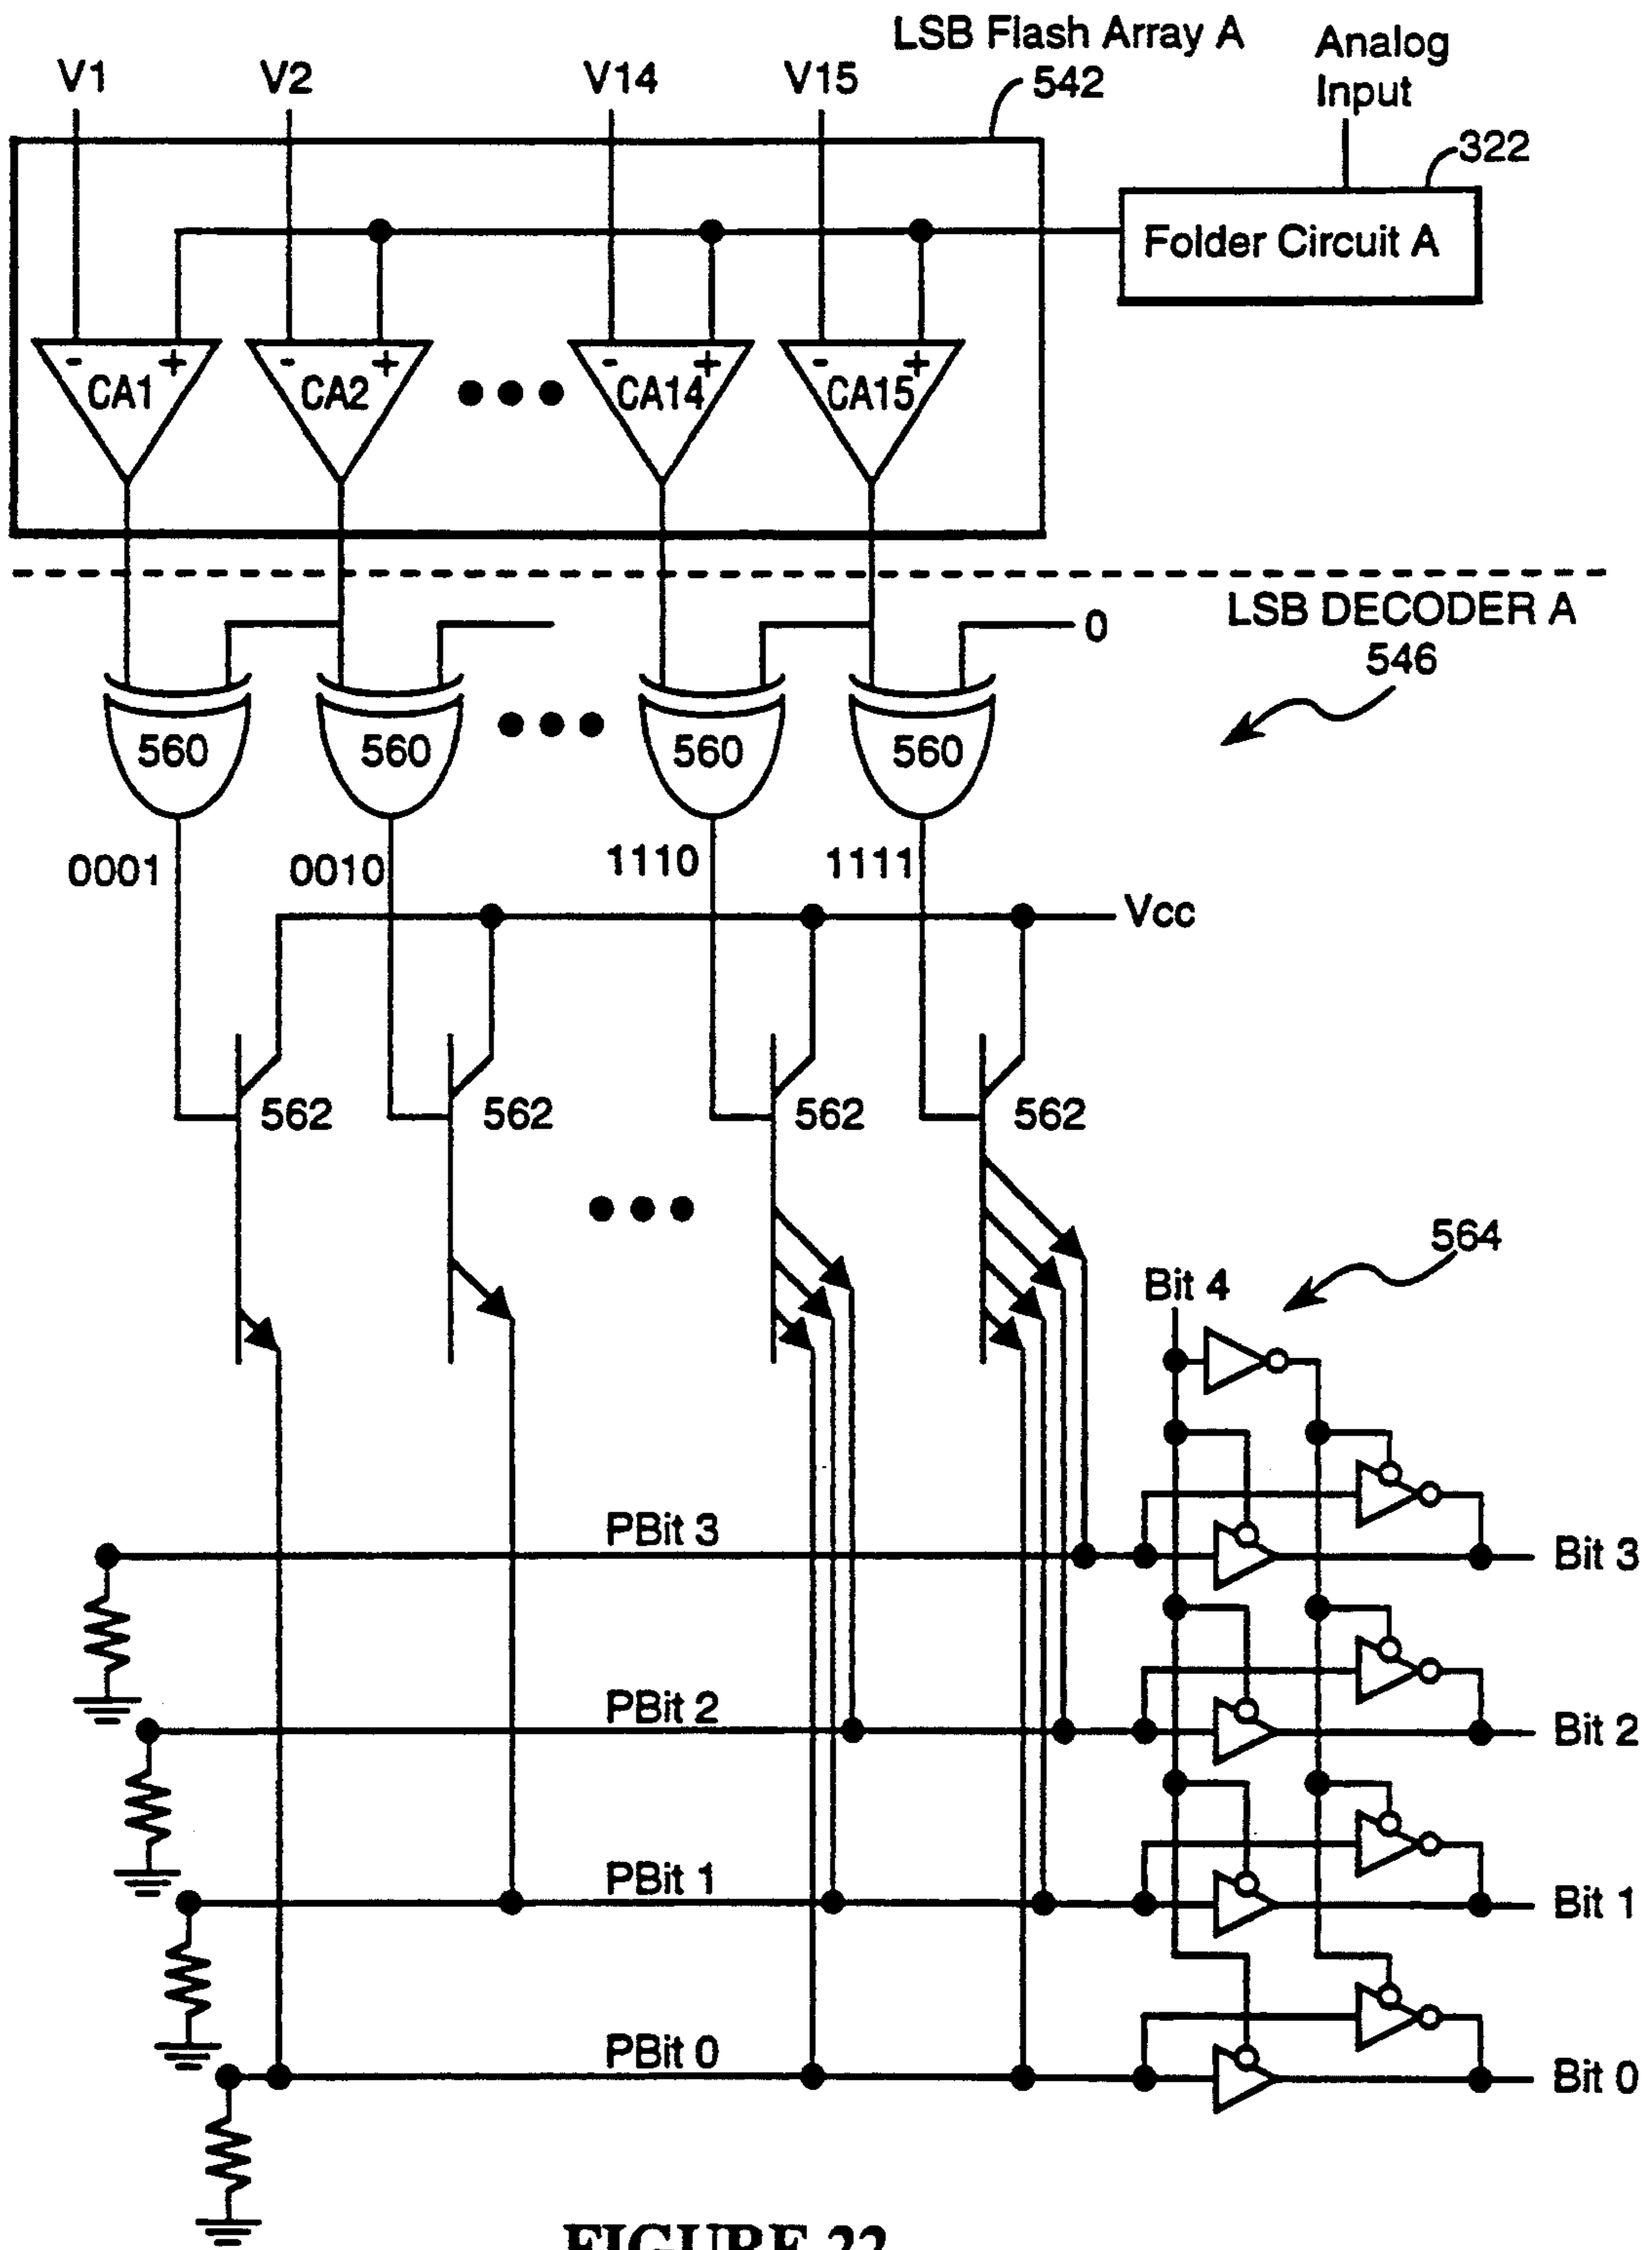 LSB Flash Array A
542
Analog
Input
V1
V2
V14
V15
322
Folder Circuit A
- +
CA1
- +
CA2
- +
CA14
- +
CA15
0
LSB DECODER A
546
560
560
560
560
0001
0010
1110
1111
Vcc
562
562
562
562
564
Bit 4
PBit 3
Bit 3
PBit 2
Bit 2
PBit 1
Bit 1
PBit 0
Bit 0
FIGURE 22